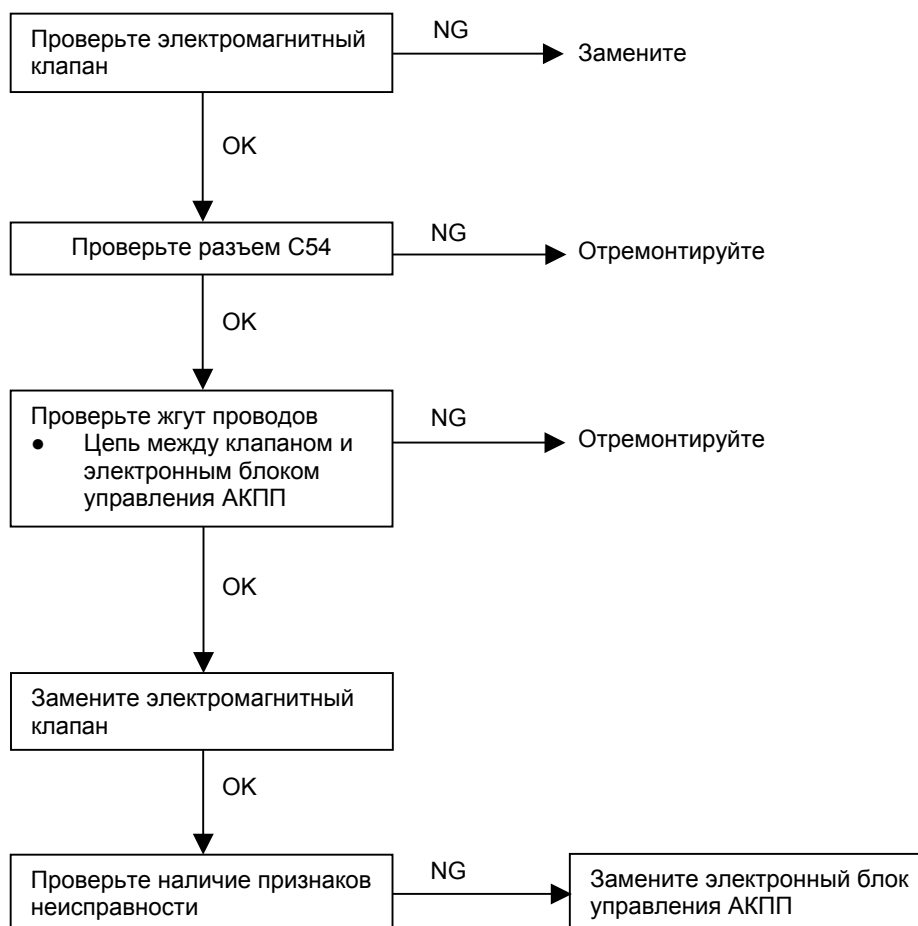 Проверьте электромагнитный
клапан
NG
Замените
OK
Проверьте разъем C54
NG
Отремонтируйте
OK
Проверьте жгут проводов
● Цепь между клапаном и
электронным блоком
управления АКПП
NG
Отремонтируйте
OK
Замените электромагнитный
клапан
OK
Проверьте наличие признаков
неисправности
NG
Замените электронный блок
управления АКПП